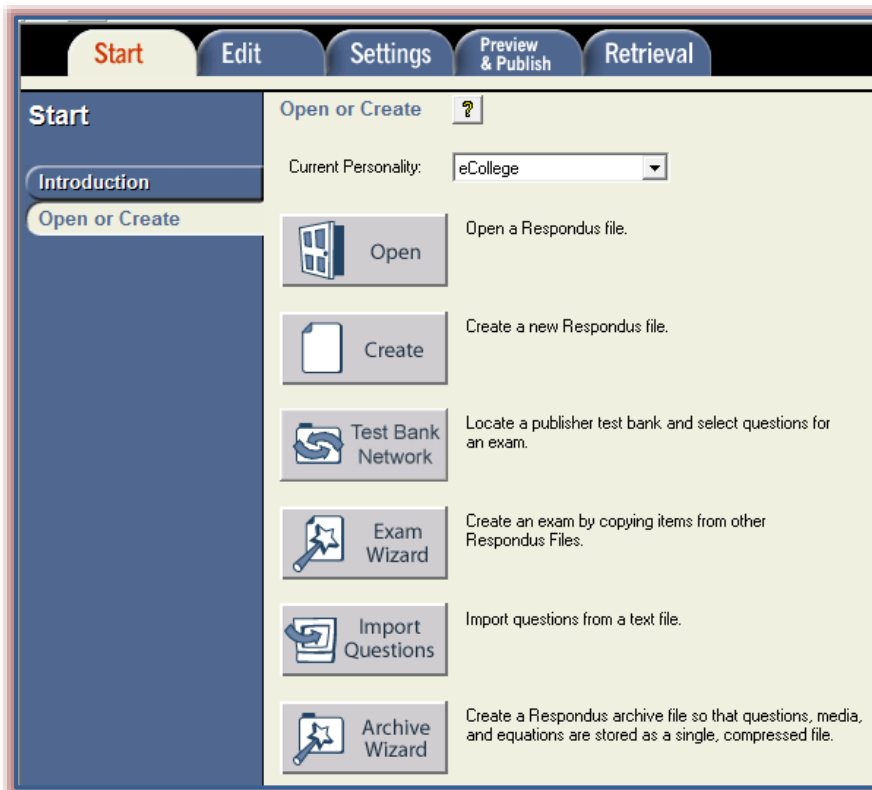 Start
Edit
Settings
Preview
& Publish
Retrieval
Start
Introduction
Open or Create
Open or Create
?
Current Personality:
eCollege
Open
Open a Respondus file.
Create
Create a new Respondus file.
Test Bank
Network
Locate a publisher test bank and select questions for
an exam.
Exam
Wizard
Create an exam by copying items from other
Respondus Files.
Import
Questions
Import questions from a text file.
Archive
Wizard
Create a Respondus archive file so that questions, media,
and equations are stored as a single, compressed file.